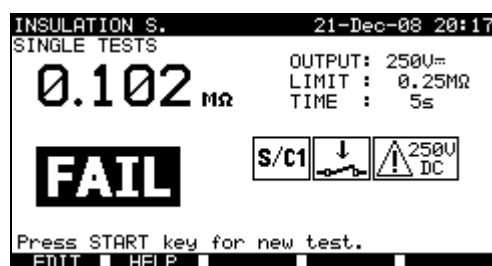 INSULATION S. 21-Dec-08 20:17
SINGLE TESTS
0.102 MΩ
OUTPUT: 250V⎓
LIMIT : 0.25MΩ
TIME : 5s
FAIL
S/C1
250V
DC
Press START key for new test.
EDIT HELP